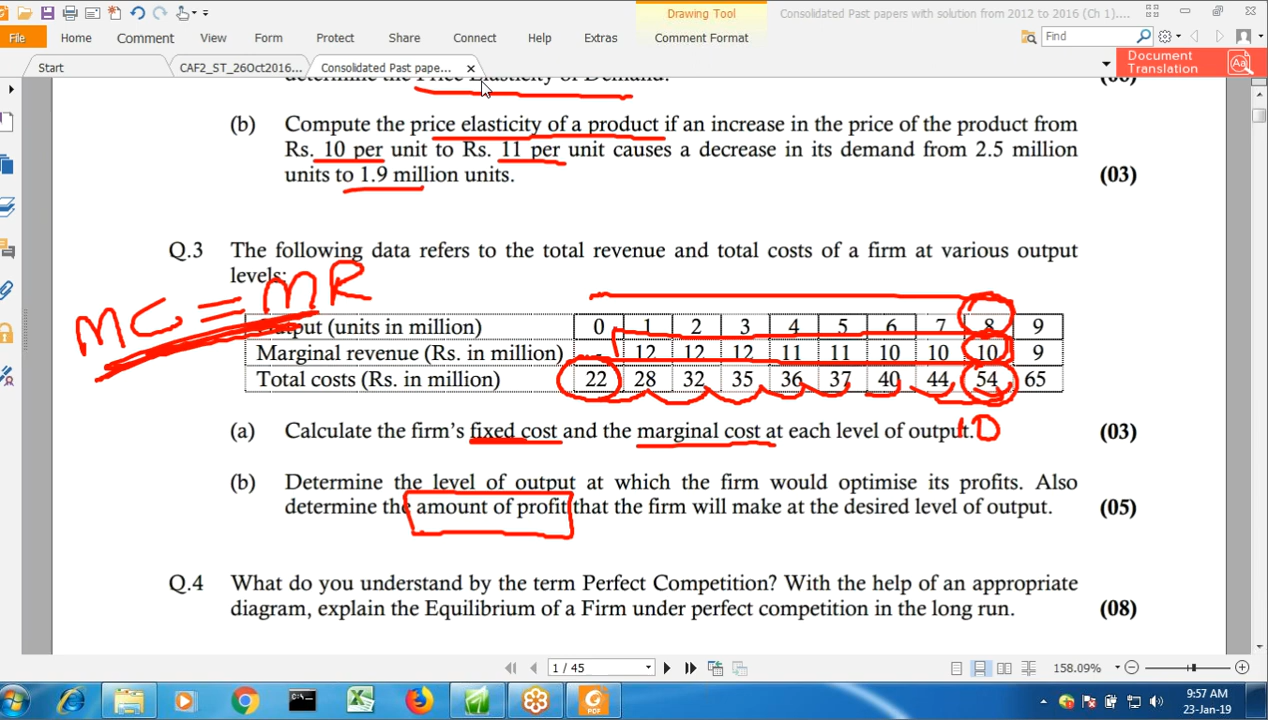 Drawing Tool
Consolidated Past papers with solution from 2012 to 2016 (Ch 1)....
File Home Comment View Form Protect Share Connect Help Extras Comment Format Find
Start CAF2_ST_26Oct2016... Consolidated Past pape... Document Translation
determine the Price Elasticity of Demand.
(b) Compute the price elasticity of a product if an increase in the price of the product from
Rs. 10 per unit to Rs. 11 per unit causes a decrease in its demand from 2.5 million
units to 1.9 million units. (03)
Q.3 The following data refers to the total revenue and total costs of a firm at various output
levels:
MC = MR
Output (units in million) 0 1 2 3 4 5 6 7 8 9
Marginal revenue (Rs. in million) - 12 12 12 11 11 10 10 10 9
Total costs (Rs. in million) 22 28 32 35 36 37 40 44 54 65
10
(a) Calculate the firm's fixed cost and the marginal cost at each level of output. (03)
(b) Determine the level of output at which the firm would optimise its profits. Also
determine the amount of profit that the firm will make at the desired level of output. (05)
Q.4 What do you understand by the term Perfect Competition? With the help of an appropriate
diagram, explain the Equilibrium of a Firm under perfect competition in the long run. (08)
1 / 45 158.09%
9:57 AM
23-Jan-19